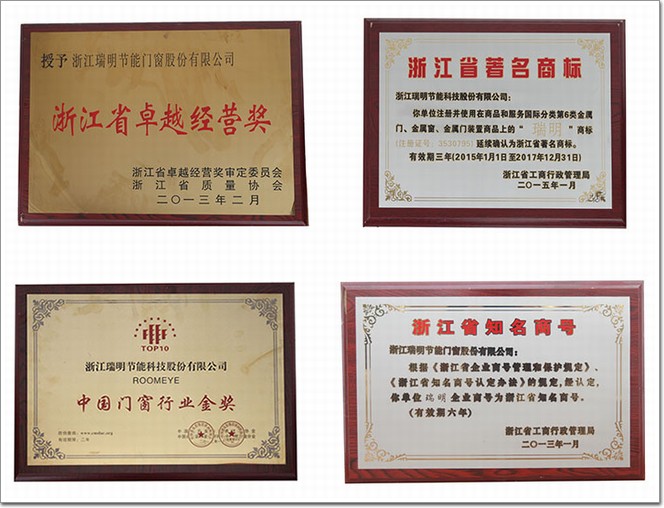 授予 浙江瑞明节能门窗股份有限公司
浙江省卓越经营奖
浙江省卓越经营奖审定委员会
浙江省质量协会
二〇一三年二月
浙江省著名商标
浙江瑞明节能科技股份有限公司：
你单位注册并使用在商品和服务国际分类第6类金属
门、金属窗、金属门装置商品上的“ 瑞明 ”商标
(注册证号：3530795) 延续确认为浙江省著名商标。
有效期三年(2015年1月1日至2017年12月31日)
浙江省工商行政管理局
二〇一五年一月
TOP10
浙江瑞明节能科技股份有限公司
ROOMEYE
中国门窗行业金奖
浙江省知名商号
浙江瑞明节能门窗股份有限公司：
根据《浙江省企业商号管理和保护规定》、
《浙江省知名商号认定办法》的规定，经认定，
你单位 瑞明 企业商号为浙江省知名商号。
(有效期六年)
浙江省工商行政管理局
二〇一三年一月